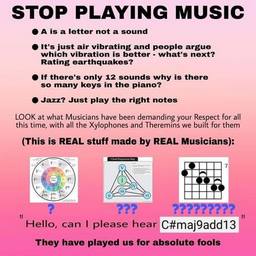 STOP PLAYING MUSIC
A is a letter not a sound
It's just air vibrating and people argue
which vibration is better - what's next?
Rating earthquakes?
If there's only 12 sounds why is there
so many keys in the piano?
Jazz? Just play the right notes
LOOK at what Musicians have been demanding your Respect for all
this time, with all the Xylophones and Theremins we built for them
(This is REAL stuff made by REAL Musicians):
7
? ??? ?????????
" Hello, can I please hear C#maj9add13 "
They have played us for absolute fools